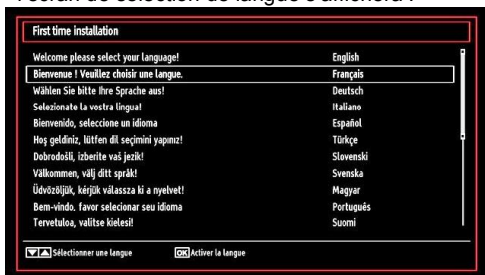 l'écran de sélection de langue s'affichera :
First time installation
Welcome please select your language! English
Bienvenue ! Veuillez choisir une langue. Français
Wählen Sie bitte Ihre Sprache aus! Deutsch
Selezionate la vostra lingua! Italiano
Bienvenido, seleccione un idioma Español
Hoş geldiniz, lütfen dil seçimini yapınız! Türkçe
Dobrodošli, izberite vaš jezik! Slovenski
Välkommen, välj ditt språk! Svenska
Üdvözöljük, kérjük válassza ki a nyelvet! Magyar
Bem-vindo. favor selecionar seu idioma Português
Tervetuloa, valitse kielesi! Suomi
Sélectionner une langue OK Activer la langue